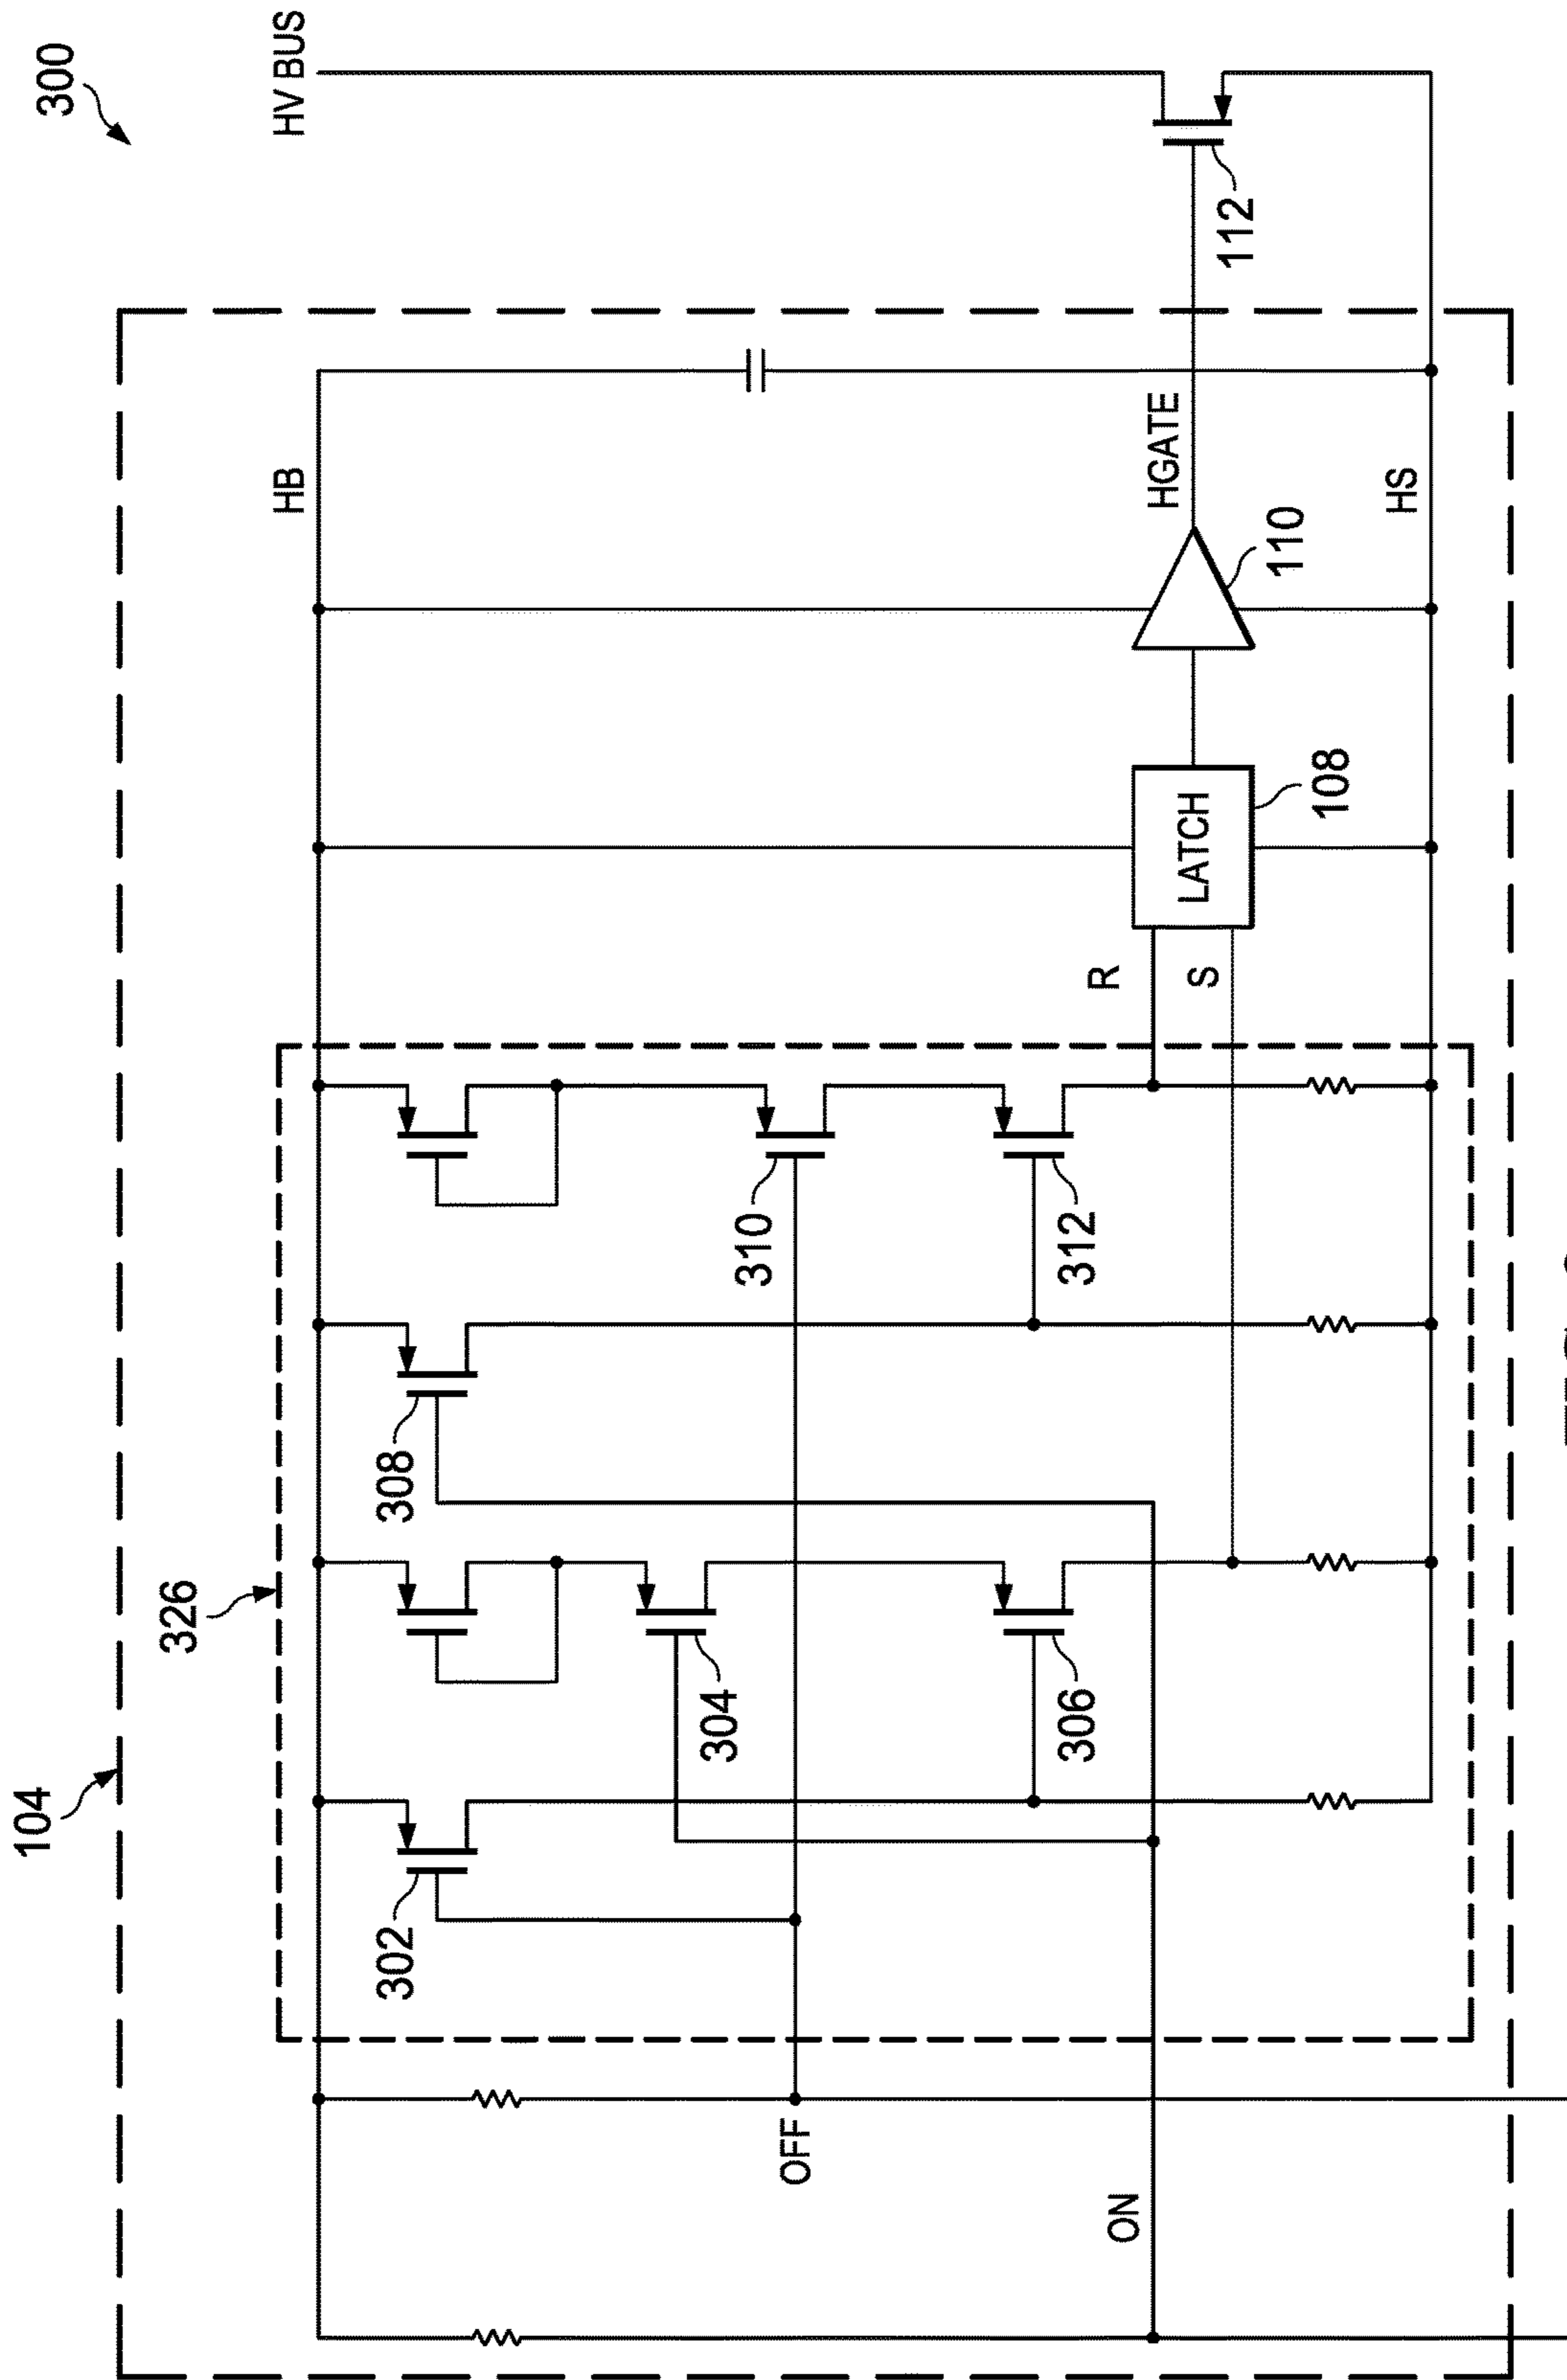 300
104
326
HV BUS
HB
302
308
304
310
306
312
OFF
ON
R
S
LATCH
108
HGATE
110
HS
112